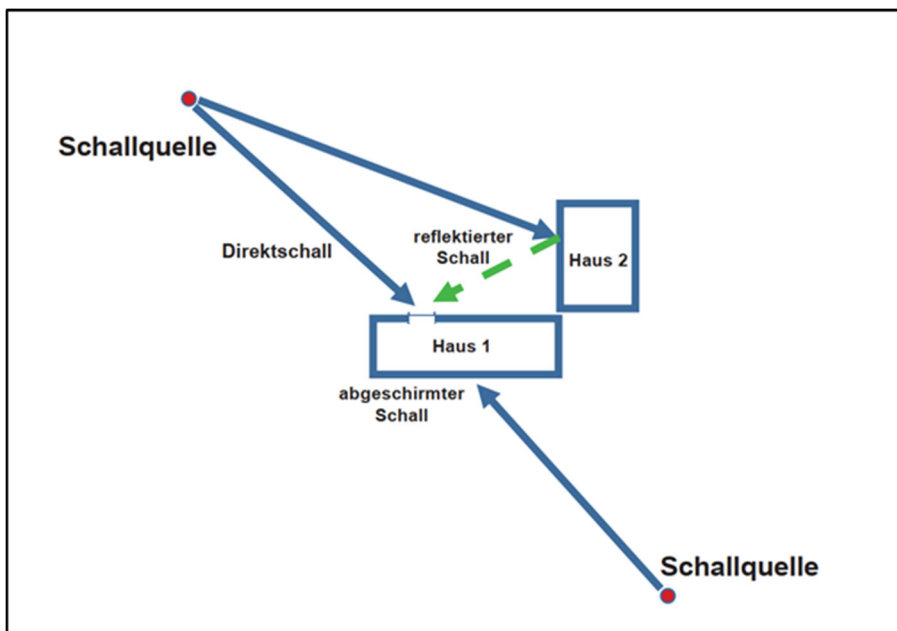 Schallquelle
Direktschall
reflektierter
Schall
Haus 2
Haus 1
abgeschirmter
Schall
Schallquelle